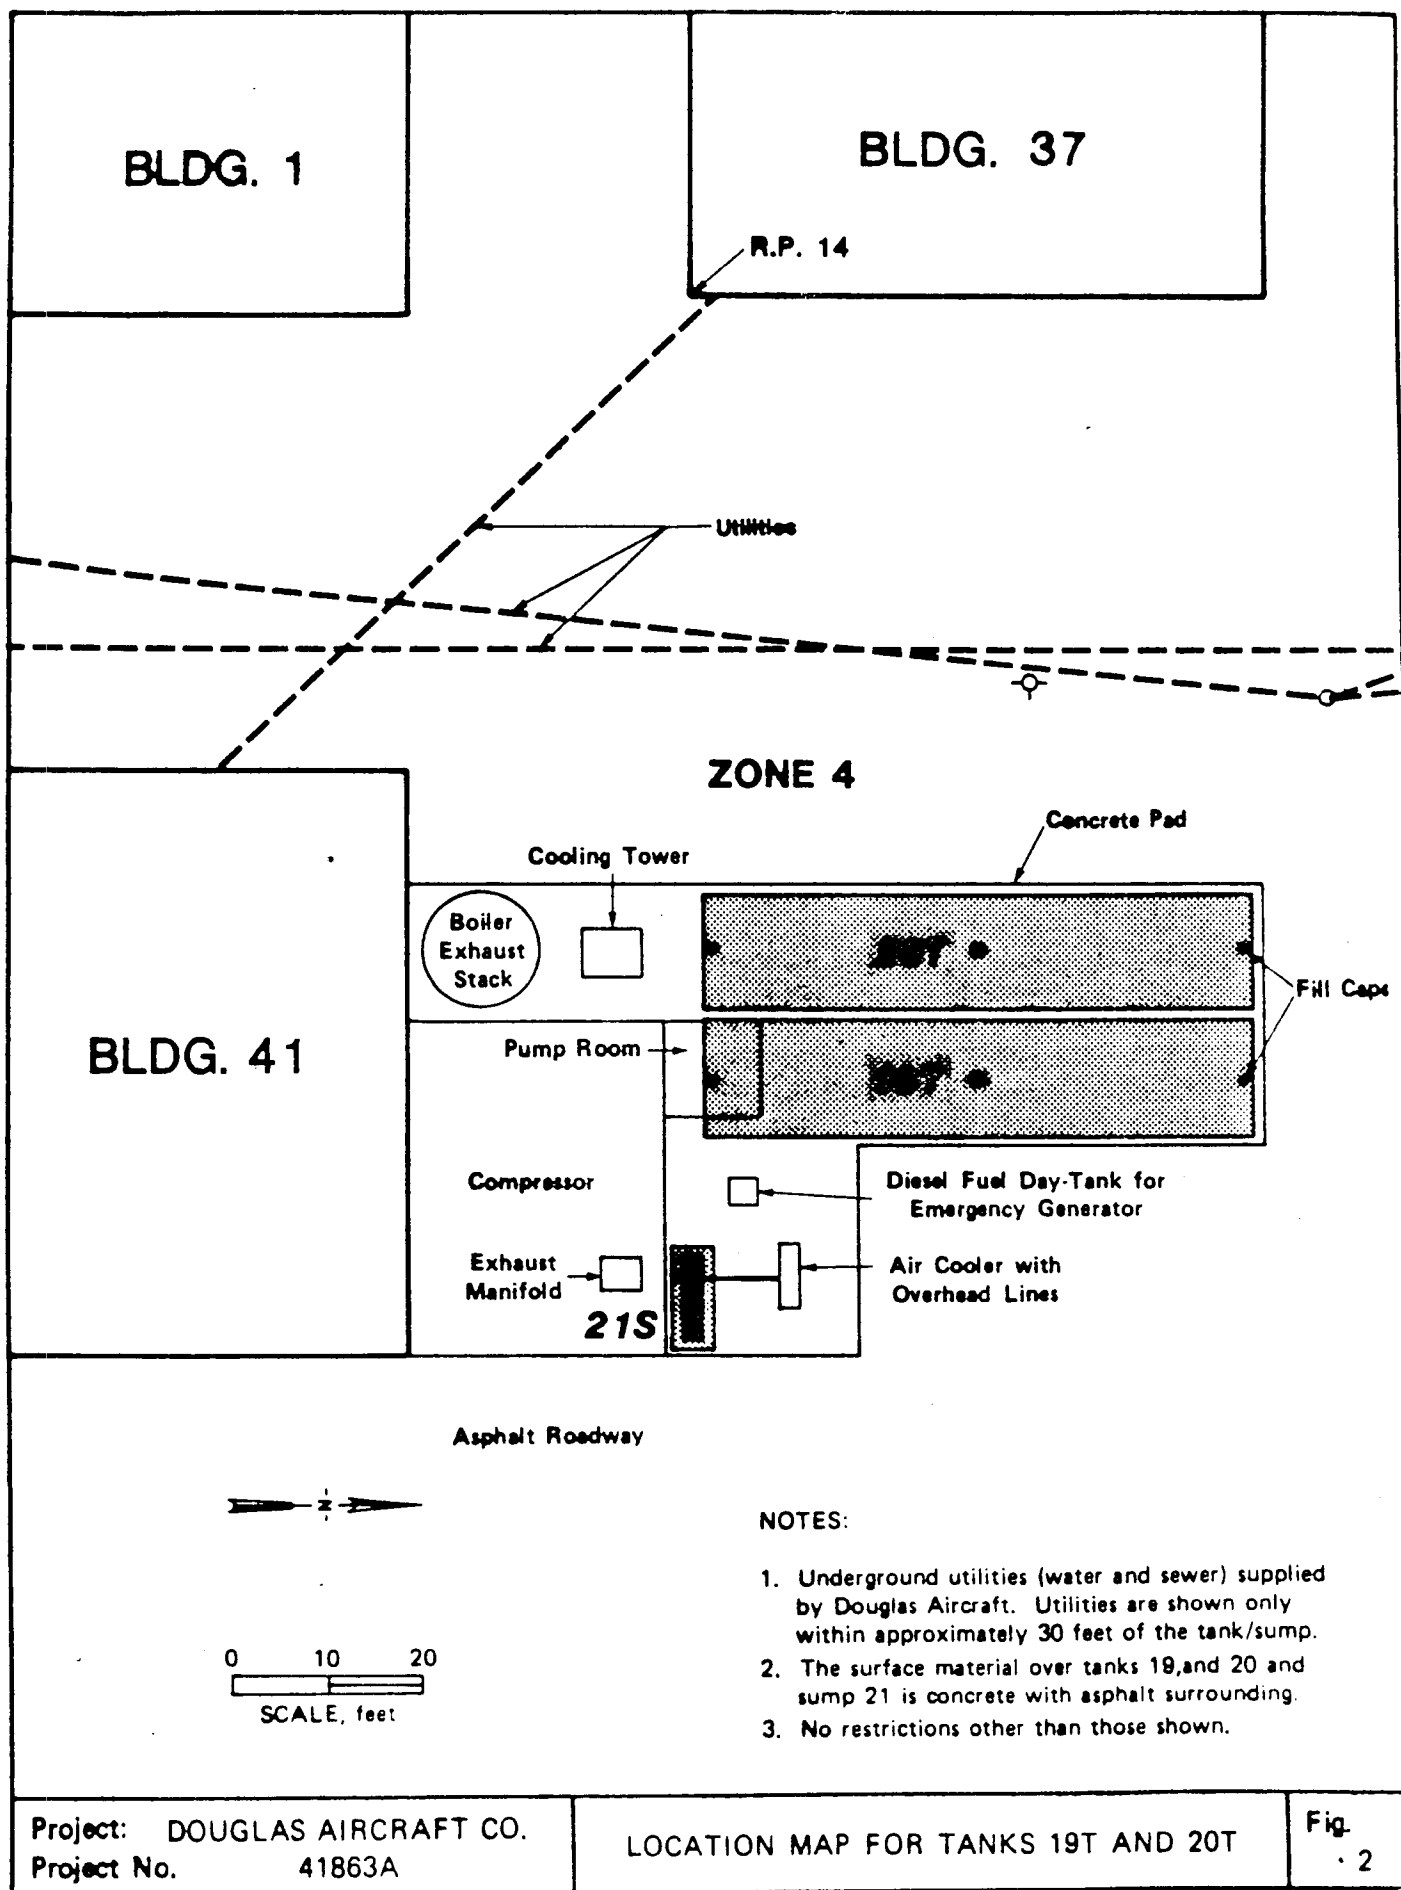 BLDG. 1
BLDG. 37
R.P. 14
Utilities
ZONE 4
Concrete Pad
Cooling Tower
Boiler
Exhaust
Stack
Fill Caps
BLDG. 41
Pump Room
Compressor
Diesel Fuel Day-Tank for
Emergency Generator
Exhaust
Manifold
Air Cooler with
Overhead Lines
21S
Asphalt Roadway
N
NOTES:
1. Underground utilities (water and sewer) supplied
by Douglas Aircraft. Utilities are shown only
within approximately 30 feet of the tank/sump.
2. The surface material over tanks 19,and 20 and
sump 21 is concrete with asphalt surrounding.
3. No restrictions other than those shown.
0 10 20
SCALE, feet
Project: DOUGLAS AIRCRAFT CO.
Project No. 41863A
LOCATION MAP FOR TANKS 19T AND 20T
Fig.
2